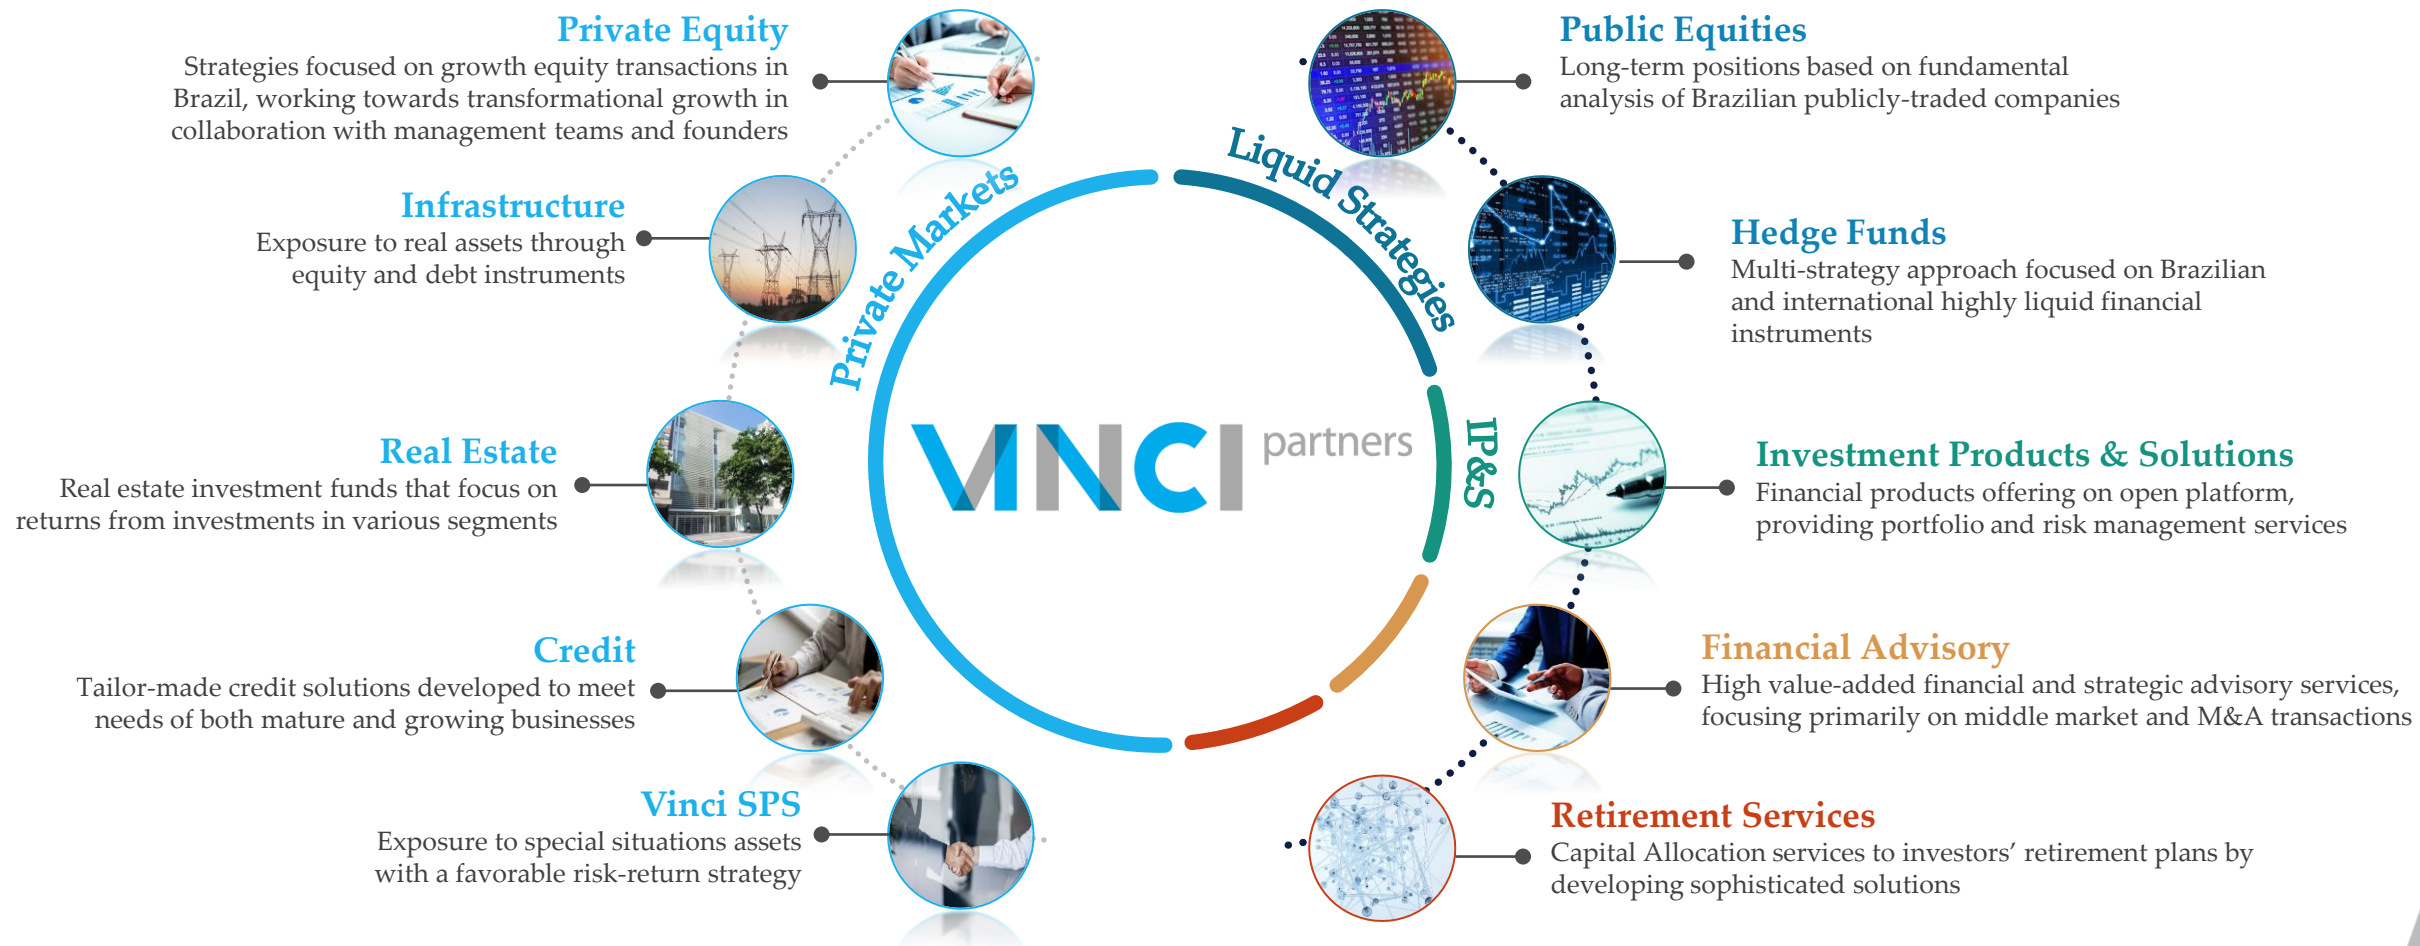 Private Equity
Strategies focused on growth equity transactions in
Brazil, working towards transformational growth in
collaboration with management teams and founders
Infrastructure
Exposure to real assets through
equity and debt instruments
Real Estate
Real estate investment funds that focus on
returns from investments in various segments
Credit
Tailor-made credit solutions developed to meet
needs of both mature and growing businesses
Vinci SPS
Exposure to special situations assets
with a favorable risk-return strategy
Private Markets
VINCI partners
Liquid Strategies
IP&S
Public Equities
Long-term positions based on fundamental
analysis of Brazilian publicly-traded companies
Hedge Funds
Multi-strategy approach focused on Brazilian
and international highly liquid financial
instruments
Investment Products & Solutions
Financial products offering on open platform,
providing portfolio and risk management services
Financial Advisory
High value-added financial and strategic advisory services,
focusing primarily on middle market and M&A transactions
Retirement Services
Capital Allocation services to investors’ retirement plans by
developing sophisticated solutions